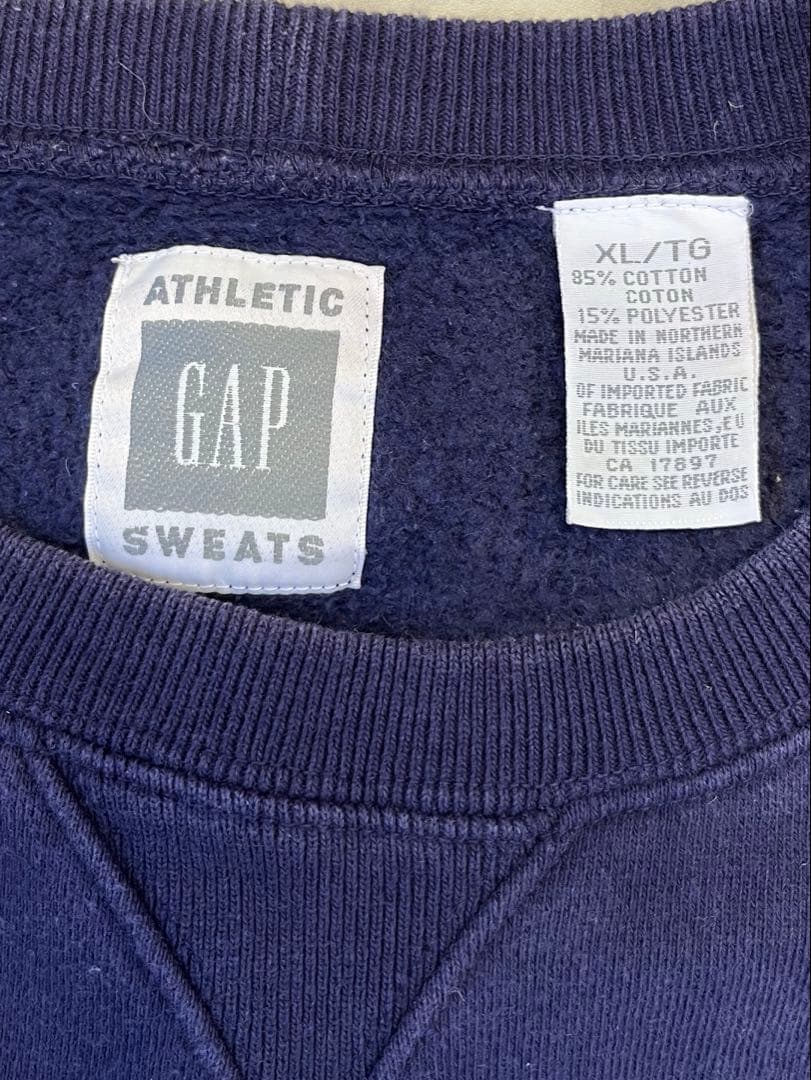 ATHLETIC
GAP
SWEATS
XL/TG
85% COTTON
COTON
15% POLYESTER
MADE IN NORTHERN
MARIANA ISLANDS
U.S.A.
OF IMPORTED FABRIC
FABRIQUE AUX
ILES MARIANNES,EU
DU TISSU IMPORTE
CA 17897
FOR CARE SEE REVERSE
INDICATIONS AU DOS